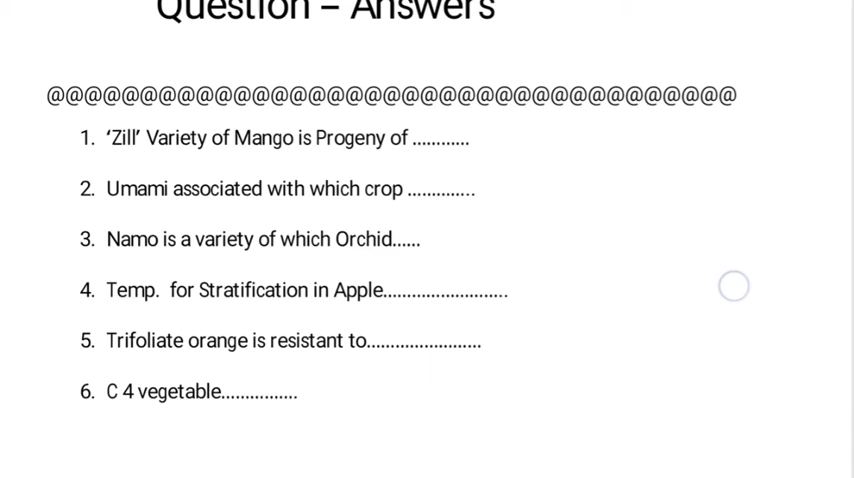 Question – Answers
@@@@@@@@@@@@@@@@@@@@@@@@@@@@@@@@@@@@@
1. ‘Zill’ Variety of Mango is Progeny of ............
2. Umami associated with which crop ..............
3. Namo is a variety of which Orchid......
4. Temp. for Stratification in Apple..........................
5. Trifoliate orange is resistant to........................
6. C 4 vegetable................